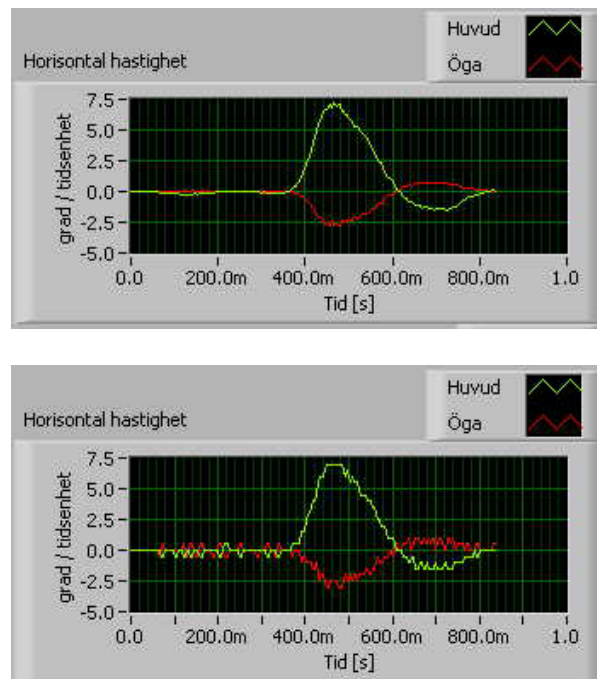 Huvud
Horisontal hastighet
Öga
7.5
5.0
2.5
0.0
-2.5
-5.0
grad / tidsenhet
0.0 200.0m 400.0m 600.0m 800.0m 1.0
Tid [s]
Huvud
Horisontal hastighet
Öga
7.5
5.0
2.5
0.0
-2.5
-5.0
grad / tidsenhet
0.0 200.0m 400.0m 600.0m 800.0m 1.0
Tid [s]